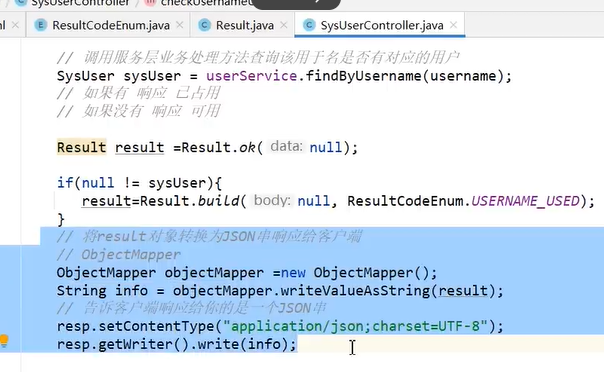 SysUserController
checkUsername
ResultCodeEnum.java
Result.java
SysUserController.java
// 调用服务层业务处理方法查询该用于名是否有对应的用户
SysUser sysUser = userService.findByUsername(username);
// 如果有 响应 已占用
// 如果没有 响应 可用
Result result =Result.ok( data: null);
if(null != sysUser){
result=Result.build( body: null, ResultCodeEnum.USERNAME_USED);
}
// 将result对象转换为JSON串响应给客户端
// ObjectMapper
ObjectMapper objectMapper =new ObjectMapper();
String info = objectMapper.writeValueAsString(result);
// 告诉客户端响应给你的是一个JSON串
resp.setContentType("application/json;charset=UTF-8");
resp.getWriter().write(info);